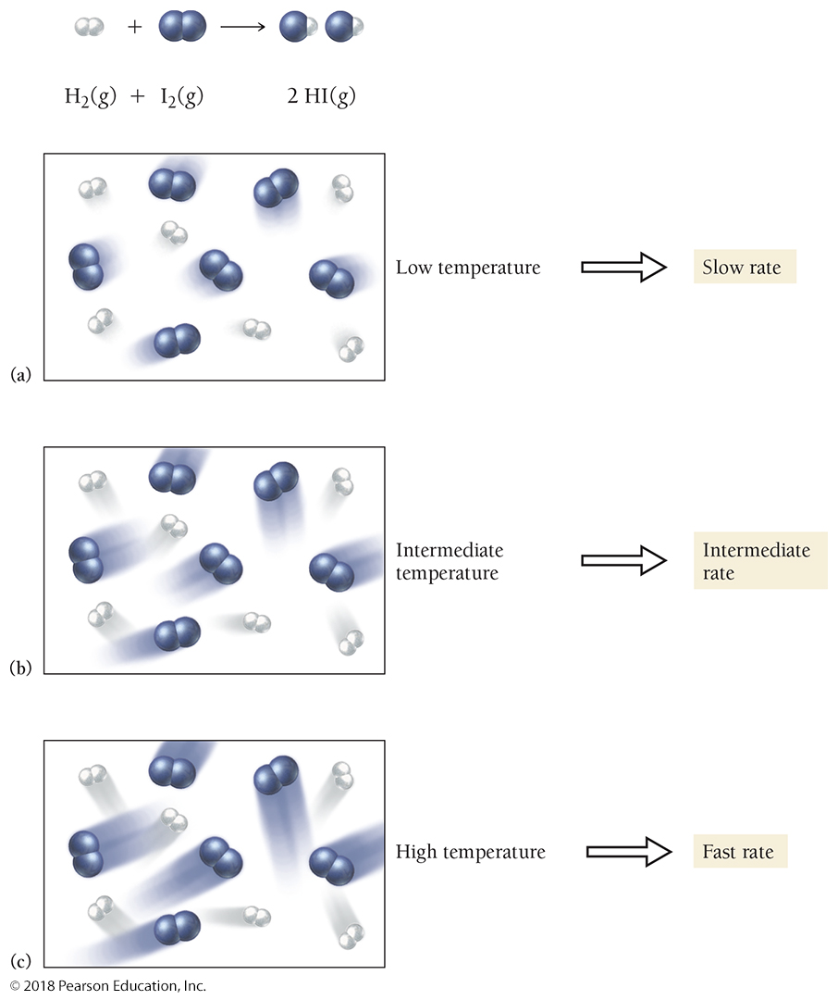 +
H₂(g) + I₂(g) 2 HI(g)
Low temperature
Slow rate
(a)
Intermediate
temperature
Intermediate
rate
(b)
High temperature
Fast rate
(c)
© 2018 Pearson Education, Inc.